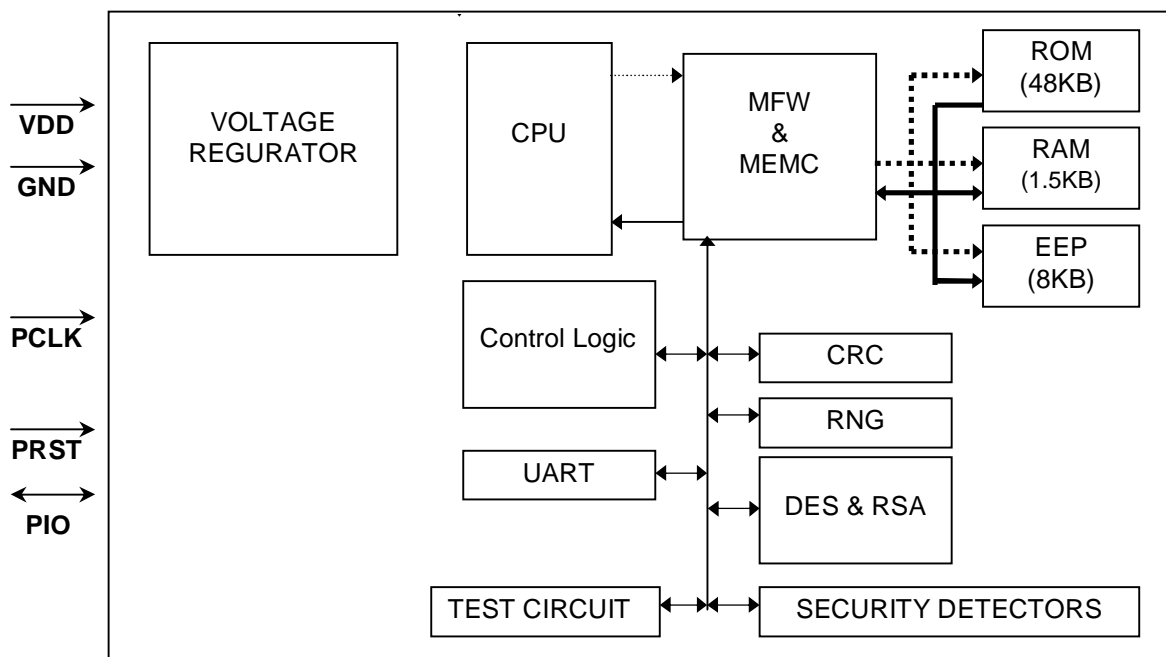 VDD
GND
PCLK
PRST
PIO
VOLTAGE
REGURATOR
CPU
MFW
&
MEMC
ROM
(48KB)
RAM
(1.5KB)
EEP
(8KB)
Control Logic
CRC
RNG
UART
DES & RSA
TEST CIRCUIT
SECURITY DETECTORS